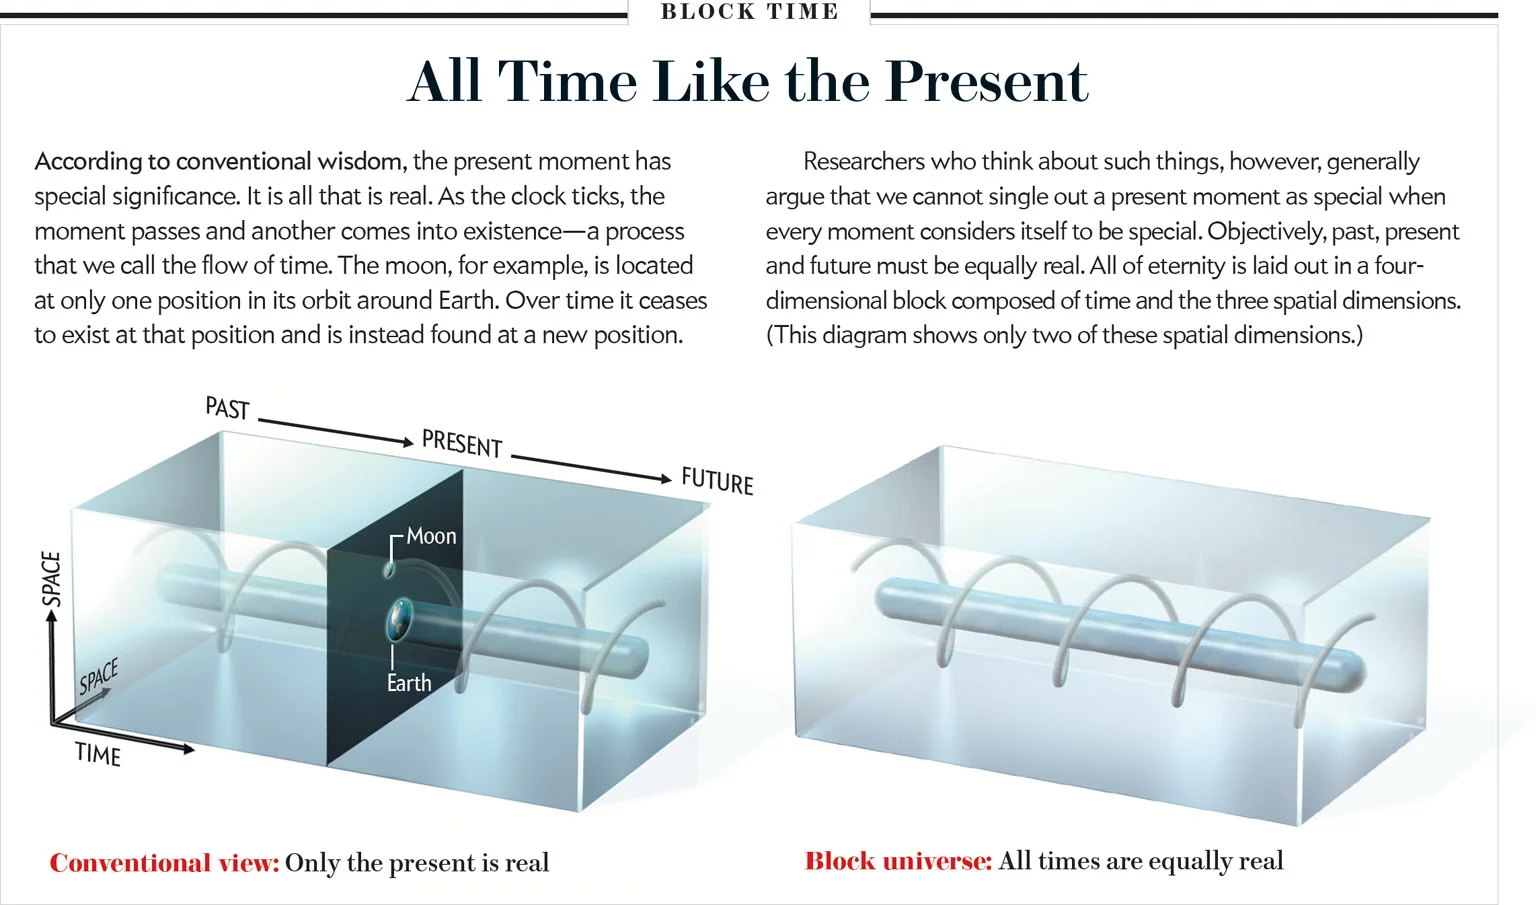 BLOCK TIME
All Time Like the Present
According to conventional wisdom, the present moment has
special significance. It is all that is real. As the clock ticks, the
moment passes and another comes into existence—a process
that we call the flow of time. The moon, for example, is located
at only one position in its orbit around Earth. Over time it ceases
to exist at that position and is instead found at a new position.
Researchers who think about such things, however, generally
argue that we cannot single out a present moment as special when
every moment considers itself to be special. Objectively, past, present
and future must be equally real. All of eternity is laid out in a four-
dimensional block composed of time and the three spatial dimensions.
(This diagram shows only two of these spatial dimensions.)
PAST
PRESENT
FUTURE
Moon
Earth
SPACE
SPACE
TIME
Conventional view: Only the present is real
Block universe: All times are equally real